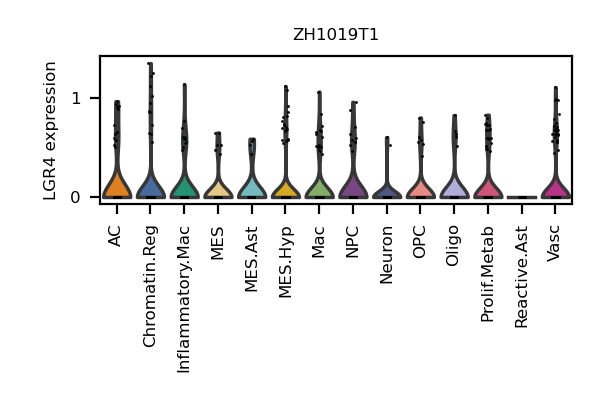 ZH1019T1
LGR4 expression
1
0
AC
Chromatin.Reg
Inflammatory.Mac
MES
MES.Ast
MES.Hyp
Mac
NPC
Neuron
OPC
Oligo
Prolif.Metab
Reactive.Ast
Vasc